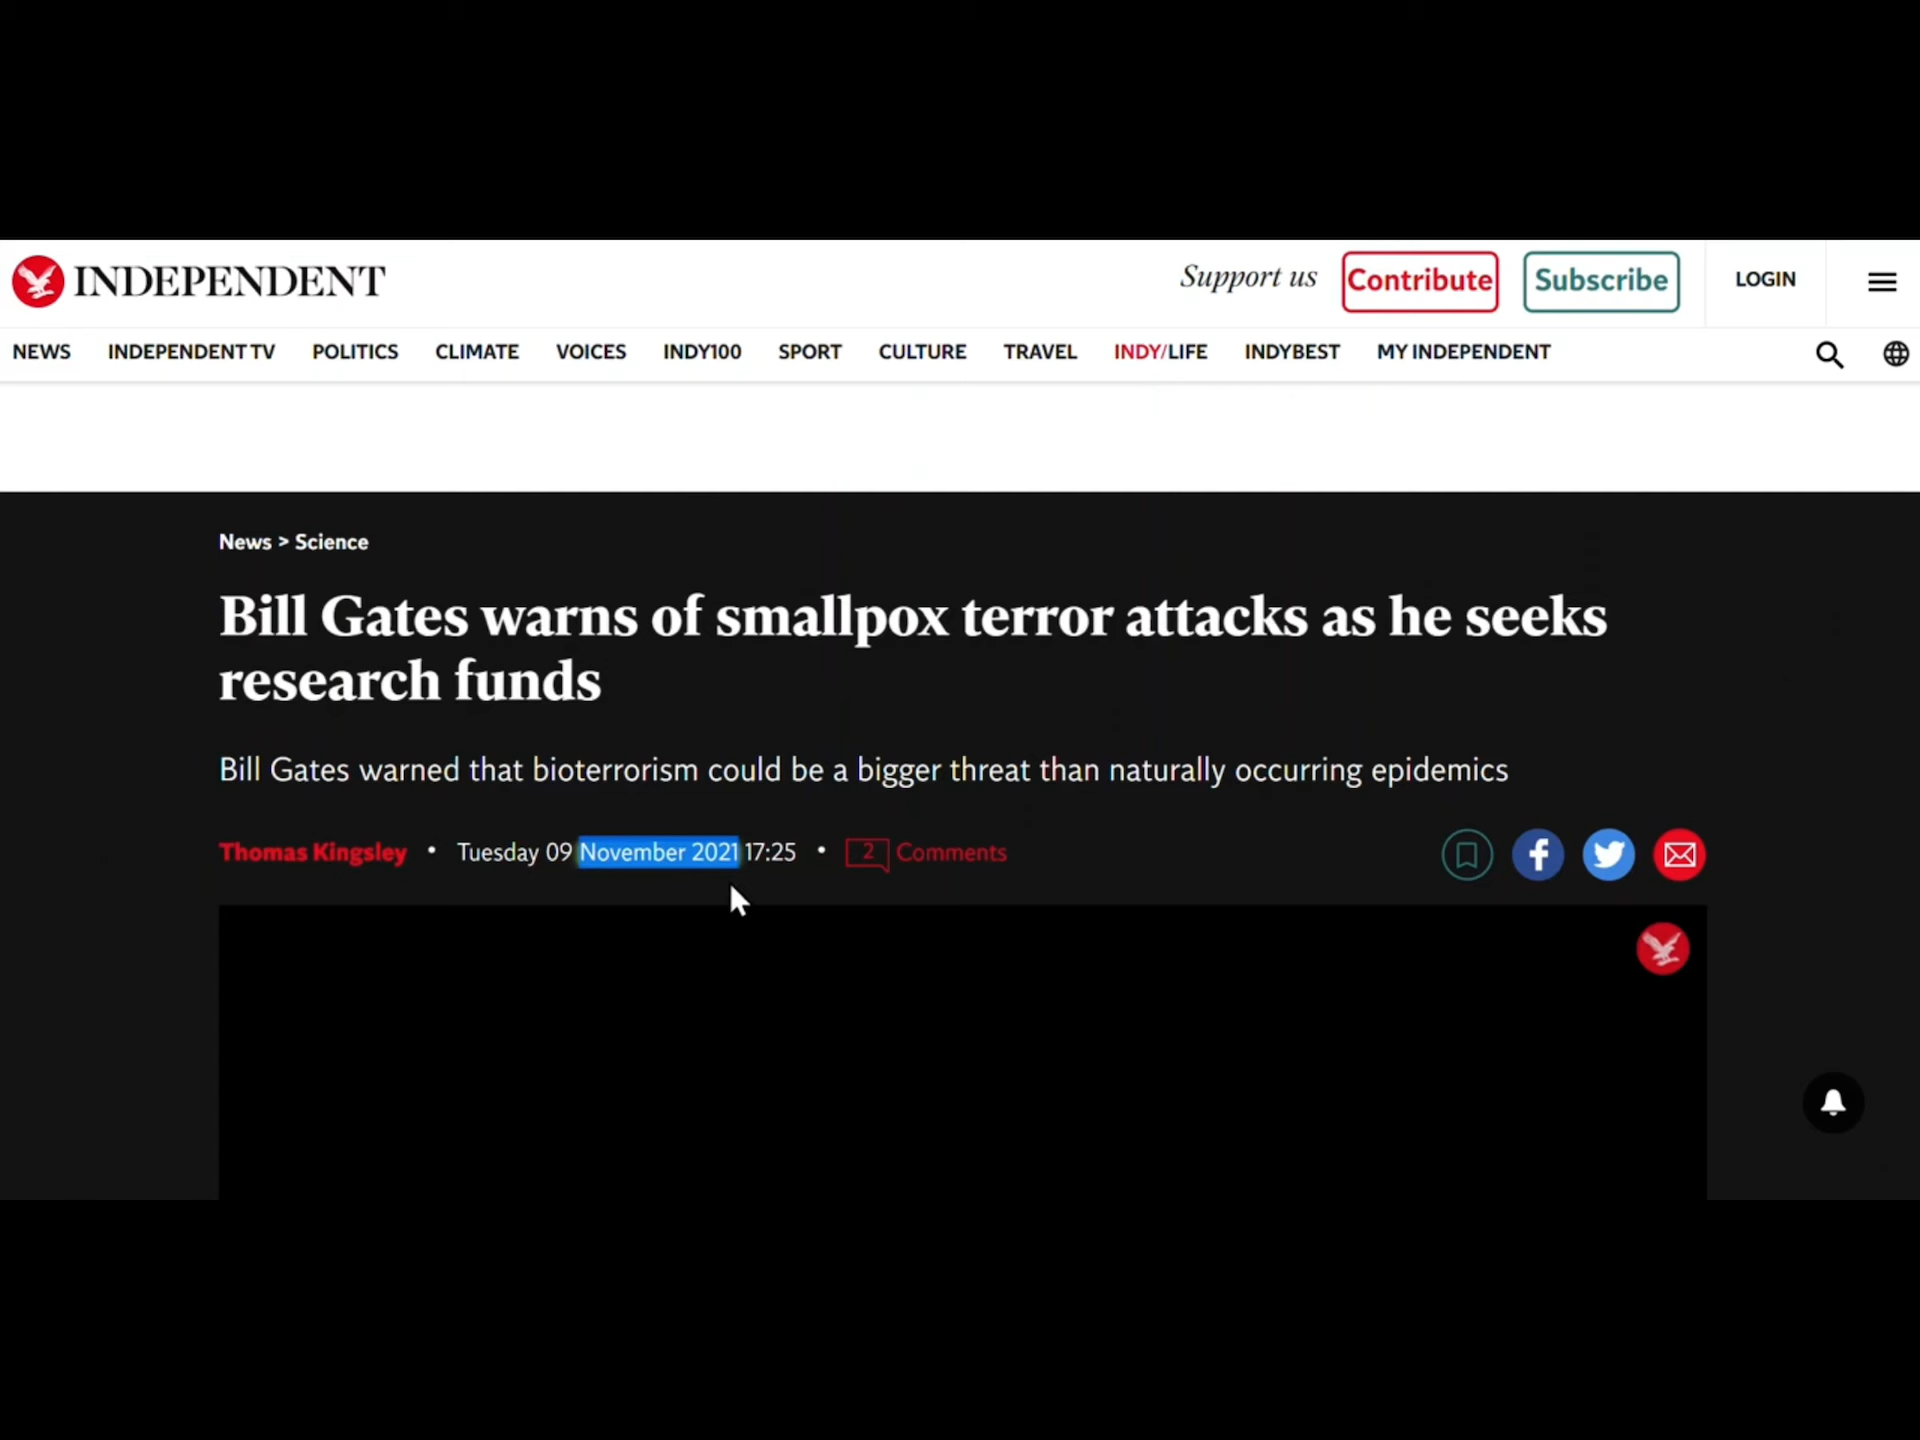 INDEPENDENT
Support us
Contribute
Subscribe
LOGIN
NEWS INDEPENDENT TV POLITICS CLIMATE VOICES INDY100 SPORT CULTURE TRAVEL INDY/LIFE INDYBEST MY INDEPENDENT
News > Science
Bill Gates warns of smallpox terror attacks as he seeks
research funds
Bill Gates warned that bioterrorism could be a bigger threat than naturally occurring epidemics
Thomas Kingsley • Tuesday 09 November 2021 17:25 • 2 Comments